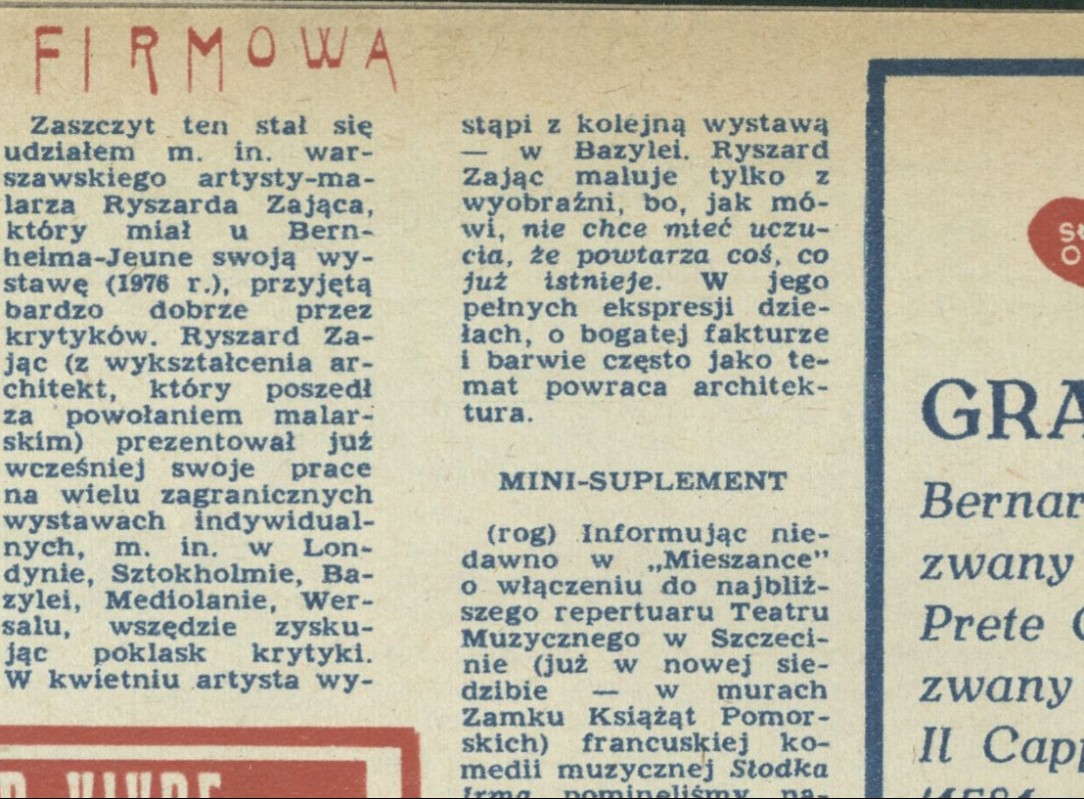 FIRMOWA
Zaszczyt ten stał się
udziałem m. in. war-
szawskiego artysty-ma-
larza Ryszarda Zająca,
który miał u Bern-
heima-Jeune swoją wy-
stawę (1976 r.), przyjętą
bardzo dobrze przez
krytyków. Ryszard Za-
jąc (z wykształcenia ar-
chitekt, który poszedł
za powołaniem malar-
skim) prezentował już
wcześniej swoje prace
na wielu zagranicznych
wystawach indywidual-
nych, m. in. w Lon-
dynie, Sztokholmie, Ba-
zylei, Mediolanie, Wer-
salu, wszędzie zysku-
jąc poklask krytyki.
W kwietniu artysta wy-
stąpi z kolejną wystawą
— w Bazylei. Ryszard
Zając maluje tylko z
wyobraźni, bo, jak mó-
wi, nie chce mieć uczu-
cia, że powtarza coś, co
już istnieje. W jego
pełnych ekspresji dzie-
łach, o bogatej fakturze
i barwie często jako te-
mat powraca architek-
tura.
MINI-SUPLEMENT
(rog) Informując nie-
dawno w „Mieszance”
o włączeniu do najbliż-
szego repertuaru Teatru
Muzycznego w Szczeci-
nie (już w nowej sie-
dzibie — w murach
Zamku Książąt Pomor-
skich) francuskiej ko-
medii muzycznej Słodka
Irma pominęliśmy na-
GRA
Bernar
zwany
Prete
zwany
Il Capp